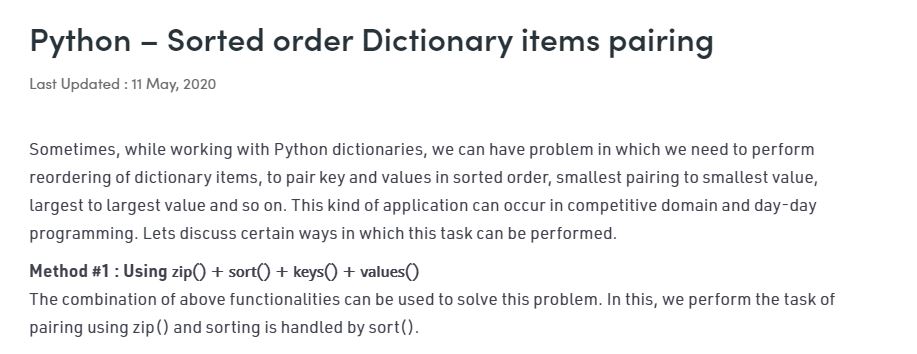 Python – Sorted order Dictionary items pairing
Last Updated : 11 May, 2020
Sometimes, while working with Python dictionaries, we can have problem in which we need to perform
reordering of dictionary items, to pair key and values in sorted order, smallest pairing to smallest value,
largest to largest value and so on. This kind of application can occur in competitive domain and day-day
programming. Lets discuss certain ways in which this task can be performed.
Method #1 : Using zip() + sort() + keys() + values()
The combination of above functionalities can be used to solve this problem. In this, we perform the task of
pairing using zip() and sorting is handled by sort().